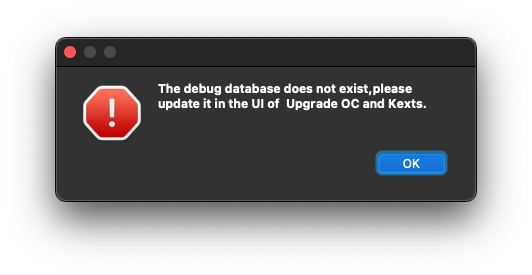 The debug database does not exist,please
update it in the UI of  Upgrade OC and Kexts.
OK